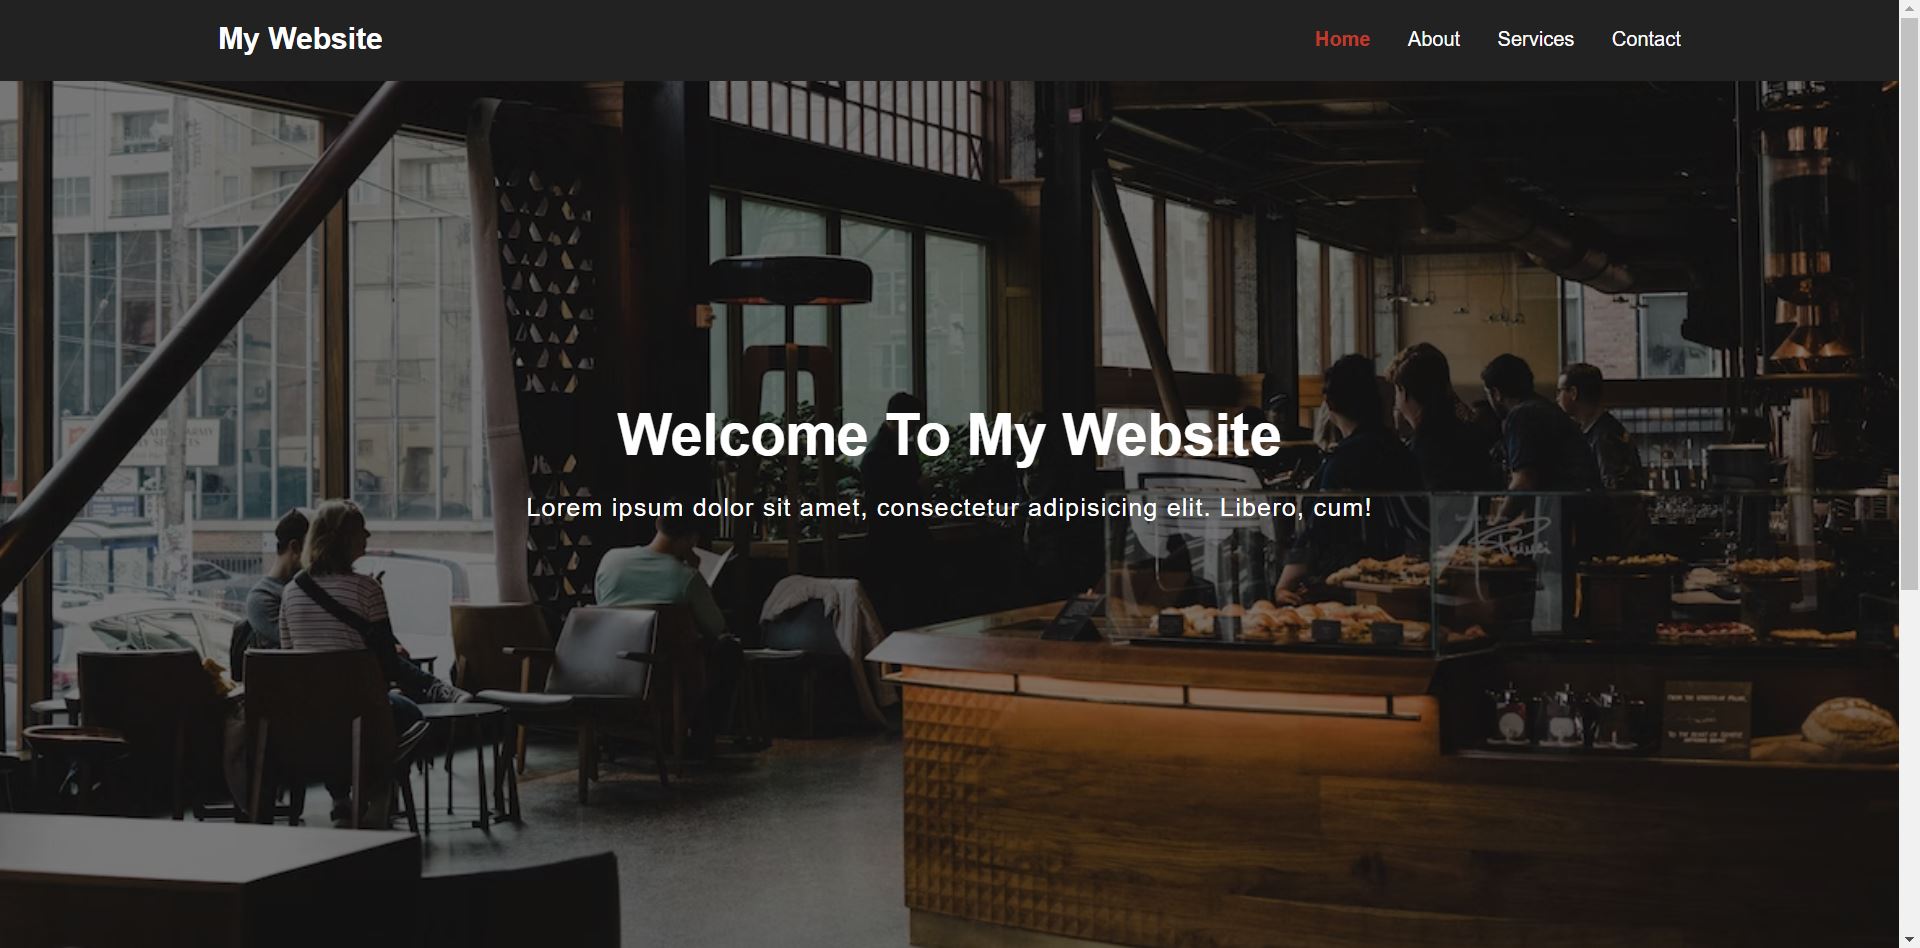 My Website
Home About Services Contact
Welcome To My Website
Lorem ipsum dolor sit amet, consectetur adipisicing elit. Libero, cum!